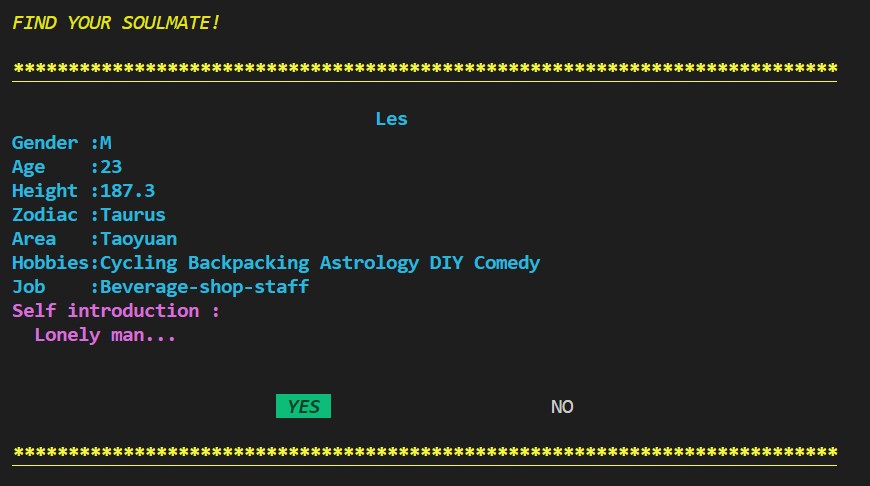 FIND YOUR SOULMATE!
***************************************************************************
Les
Gender :M
Age    :23
Height :187.3
Zodiac :Taurus
Area   :Taoyuan
Hobbies:Cycling Backpacking Astrology DIY Comedy
Job    :Beverage-shop-staff
Self introduction :
  Lonely man...
YES NO
***************************************************************************